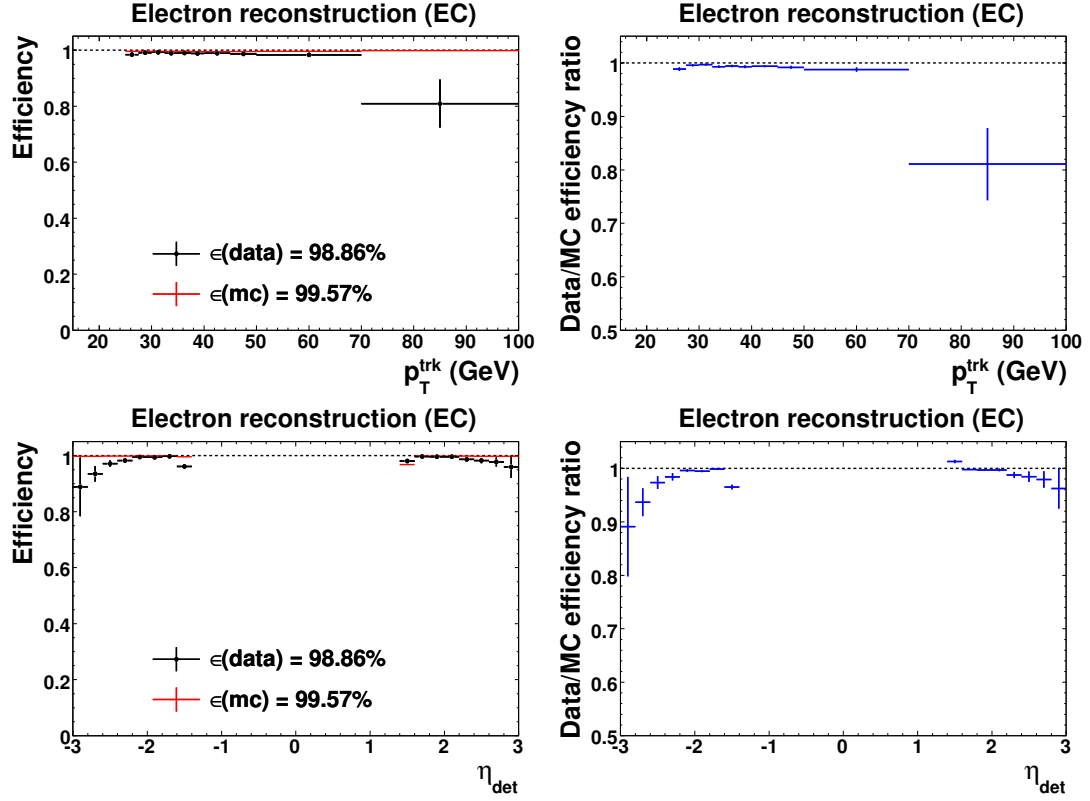 Electron reconstruction (EC)
Efficiency
1
0.8
0.6
0.4
0.2
0
∈(data) = 98.86%
∈(mc) = 99.57%
20 30 40 50 60 70 80 90 100
p_T^trk (GeV)
Electron reconstruction (EC)
Data/MC efficiency ratio
1
0.9
0.8
0.7
0.6
0.5
20 30 40 50 60 70 80 90 100
p_T^trk (GeV)
Electron reconstruction (EC)
Efficiency
1
0.8
0.6
0.4
0.2
0
∈(data) = 98.86%
∈(mc) = 99.57%
-3 -2 -1 0 1 2 3
η_det
Electron reconstruction (EC)
Data/MC efficiency ratio
1
0.9
0.8
0.7
0.6
0.5
-3 -2 -1 0 1 2 3
η_det